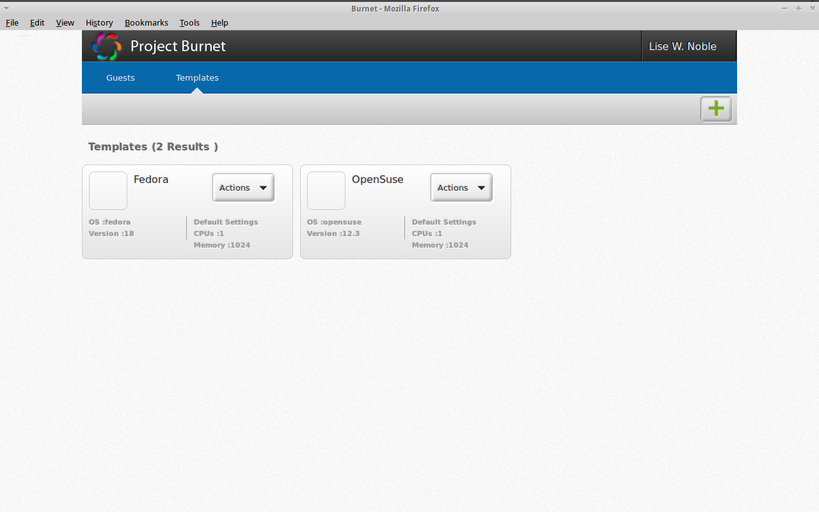 Burnet - Mozilla Firefox
File Edit View History Bookmarks Tools Help
Project Burnet
Lise W. Noble
Guests Templates
Templates (2 Results )
Fedora
Actions
OS :fedora
Version :18
Default Settings
CPUs :1
Memory :1024
OpenSuse
Actions
OS :opensuse
Version :12.3
Default Settings
CPUs :1
Memory :1024